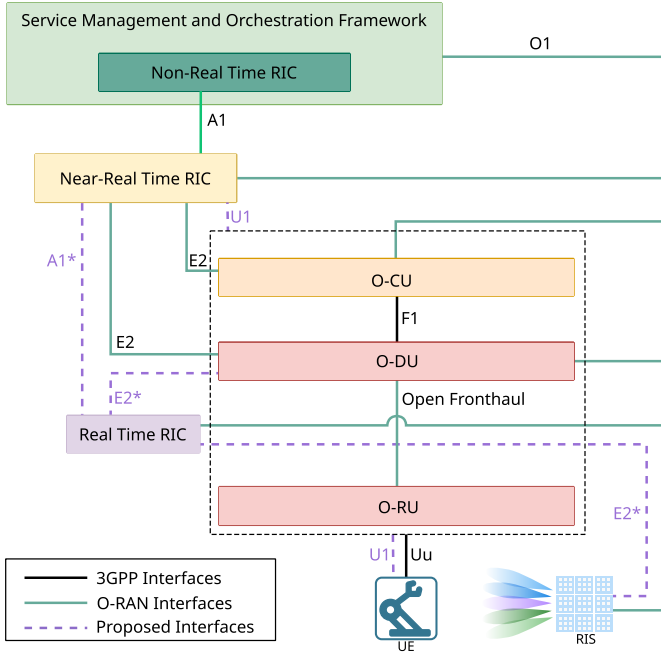 Service Management and Orchestration Framework
O1
Non-Real Time RIC
A1
Near-Real Time RIC
U1
A1*
E2
O-CU
F1
E2
O-DU
E2*
Open Fronthaul
Real Time RIC
O-RU
E2*
U1
Uu
3GPP Interfaces
O-RAN Interfaces
Proposed Interfaces
UE
RIS